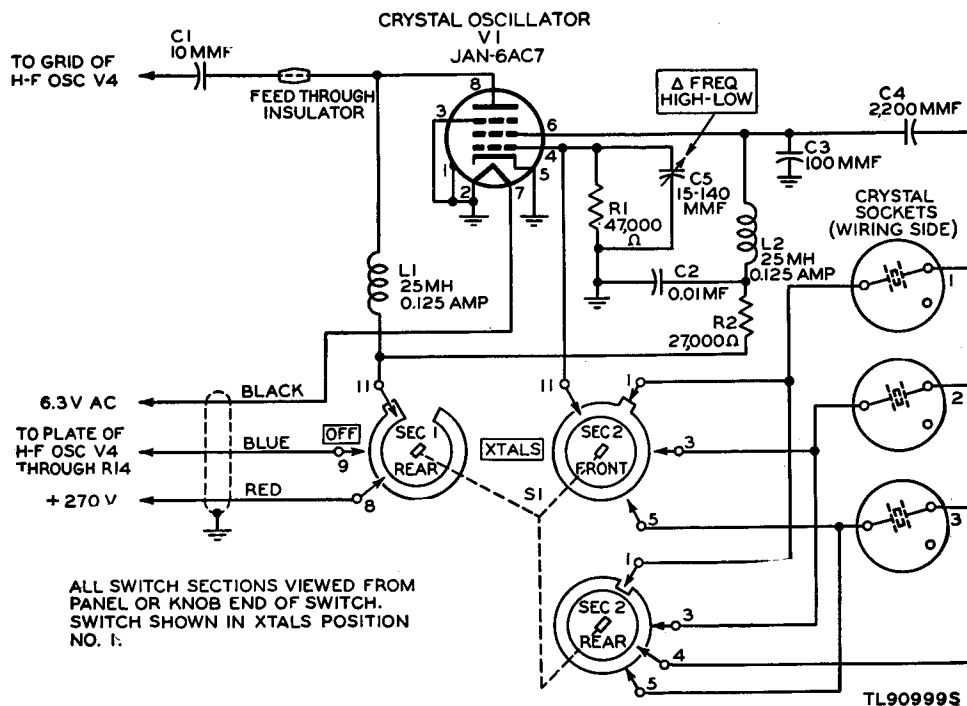 CRYSTAL OSCILLATOR
V1
JAN-6AC7
C1
10 MMF
TO GRID OF
H-F OSC V4
FEED THROUGH
INSULATOR
8
3
6
4
1
2
7
5
Δ FREQ
HIGH-LOW
C4
2,200 MMF
C3
100 MMF
C5
15-140
MMF
R1
47,000
Ω
CRYSTAL
SOCKETS
(WIRING SIDE)
L2
25 MH
0.125 AMP
C2
0.01 MF
R2
27,000Ω
L1
25 MH
0.125 AMP
1
2
3
BLACK
6.3 V AC
11
11
1
TO PLATE OF
H-F OSC V4
THROUGH R14
BLUE
OFF
9
SEC 1
REAR
XTALS
SEC 2
FRONT
3
+270 V
RED
8
S1
5
1
SEC 2
REAR
3
4
5
ALL SWITCH SECTIONS VIEWED FROM
PANEL OR KNOB END OF SWITCH.
SWITCH SHOWN IN XTALS POSITION
NO. 1.
TL90999S